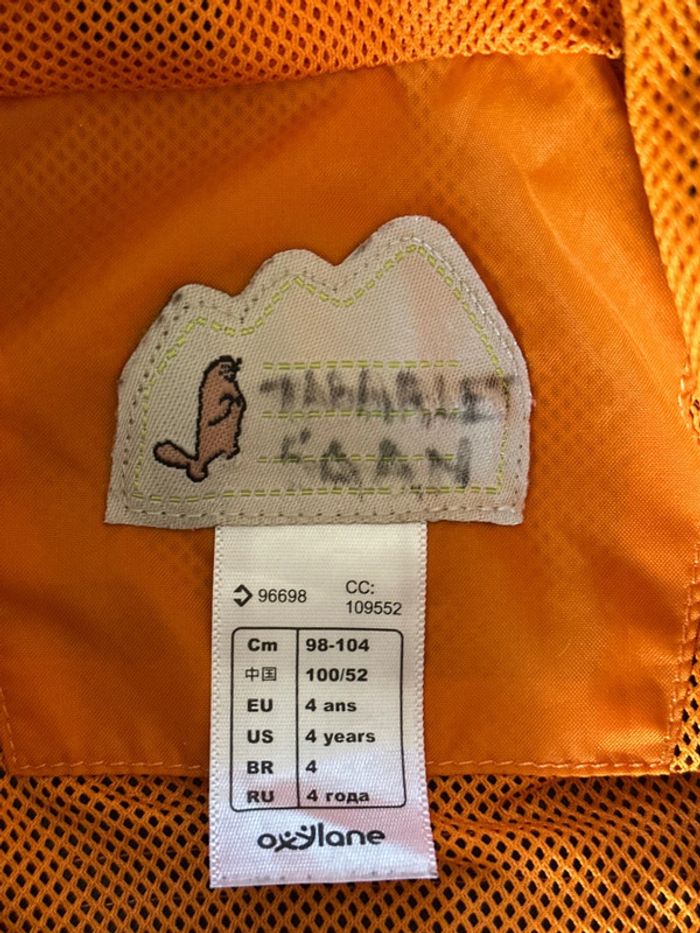 96698 CC:
109552
Cm 98-104
中国 100/52
EU 4 ans
US 4 years
BR 4
RU 4 года
oxylane